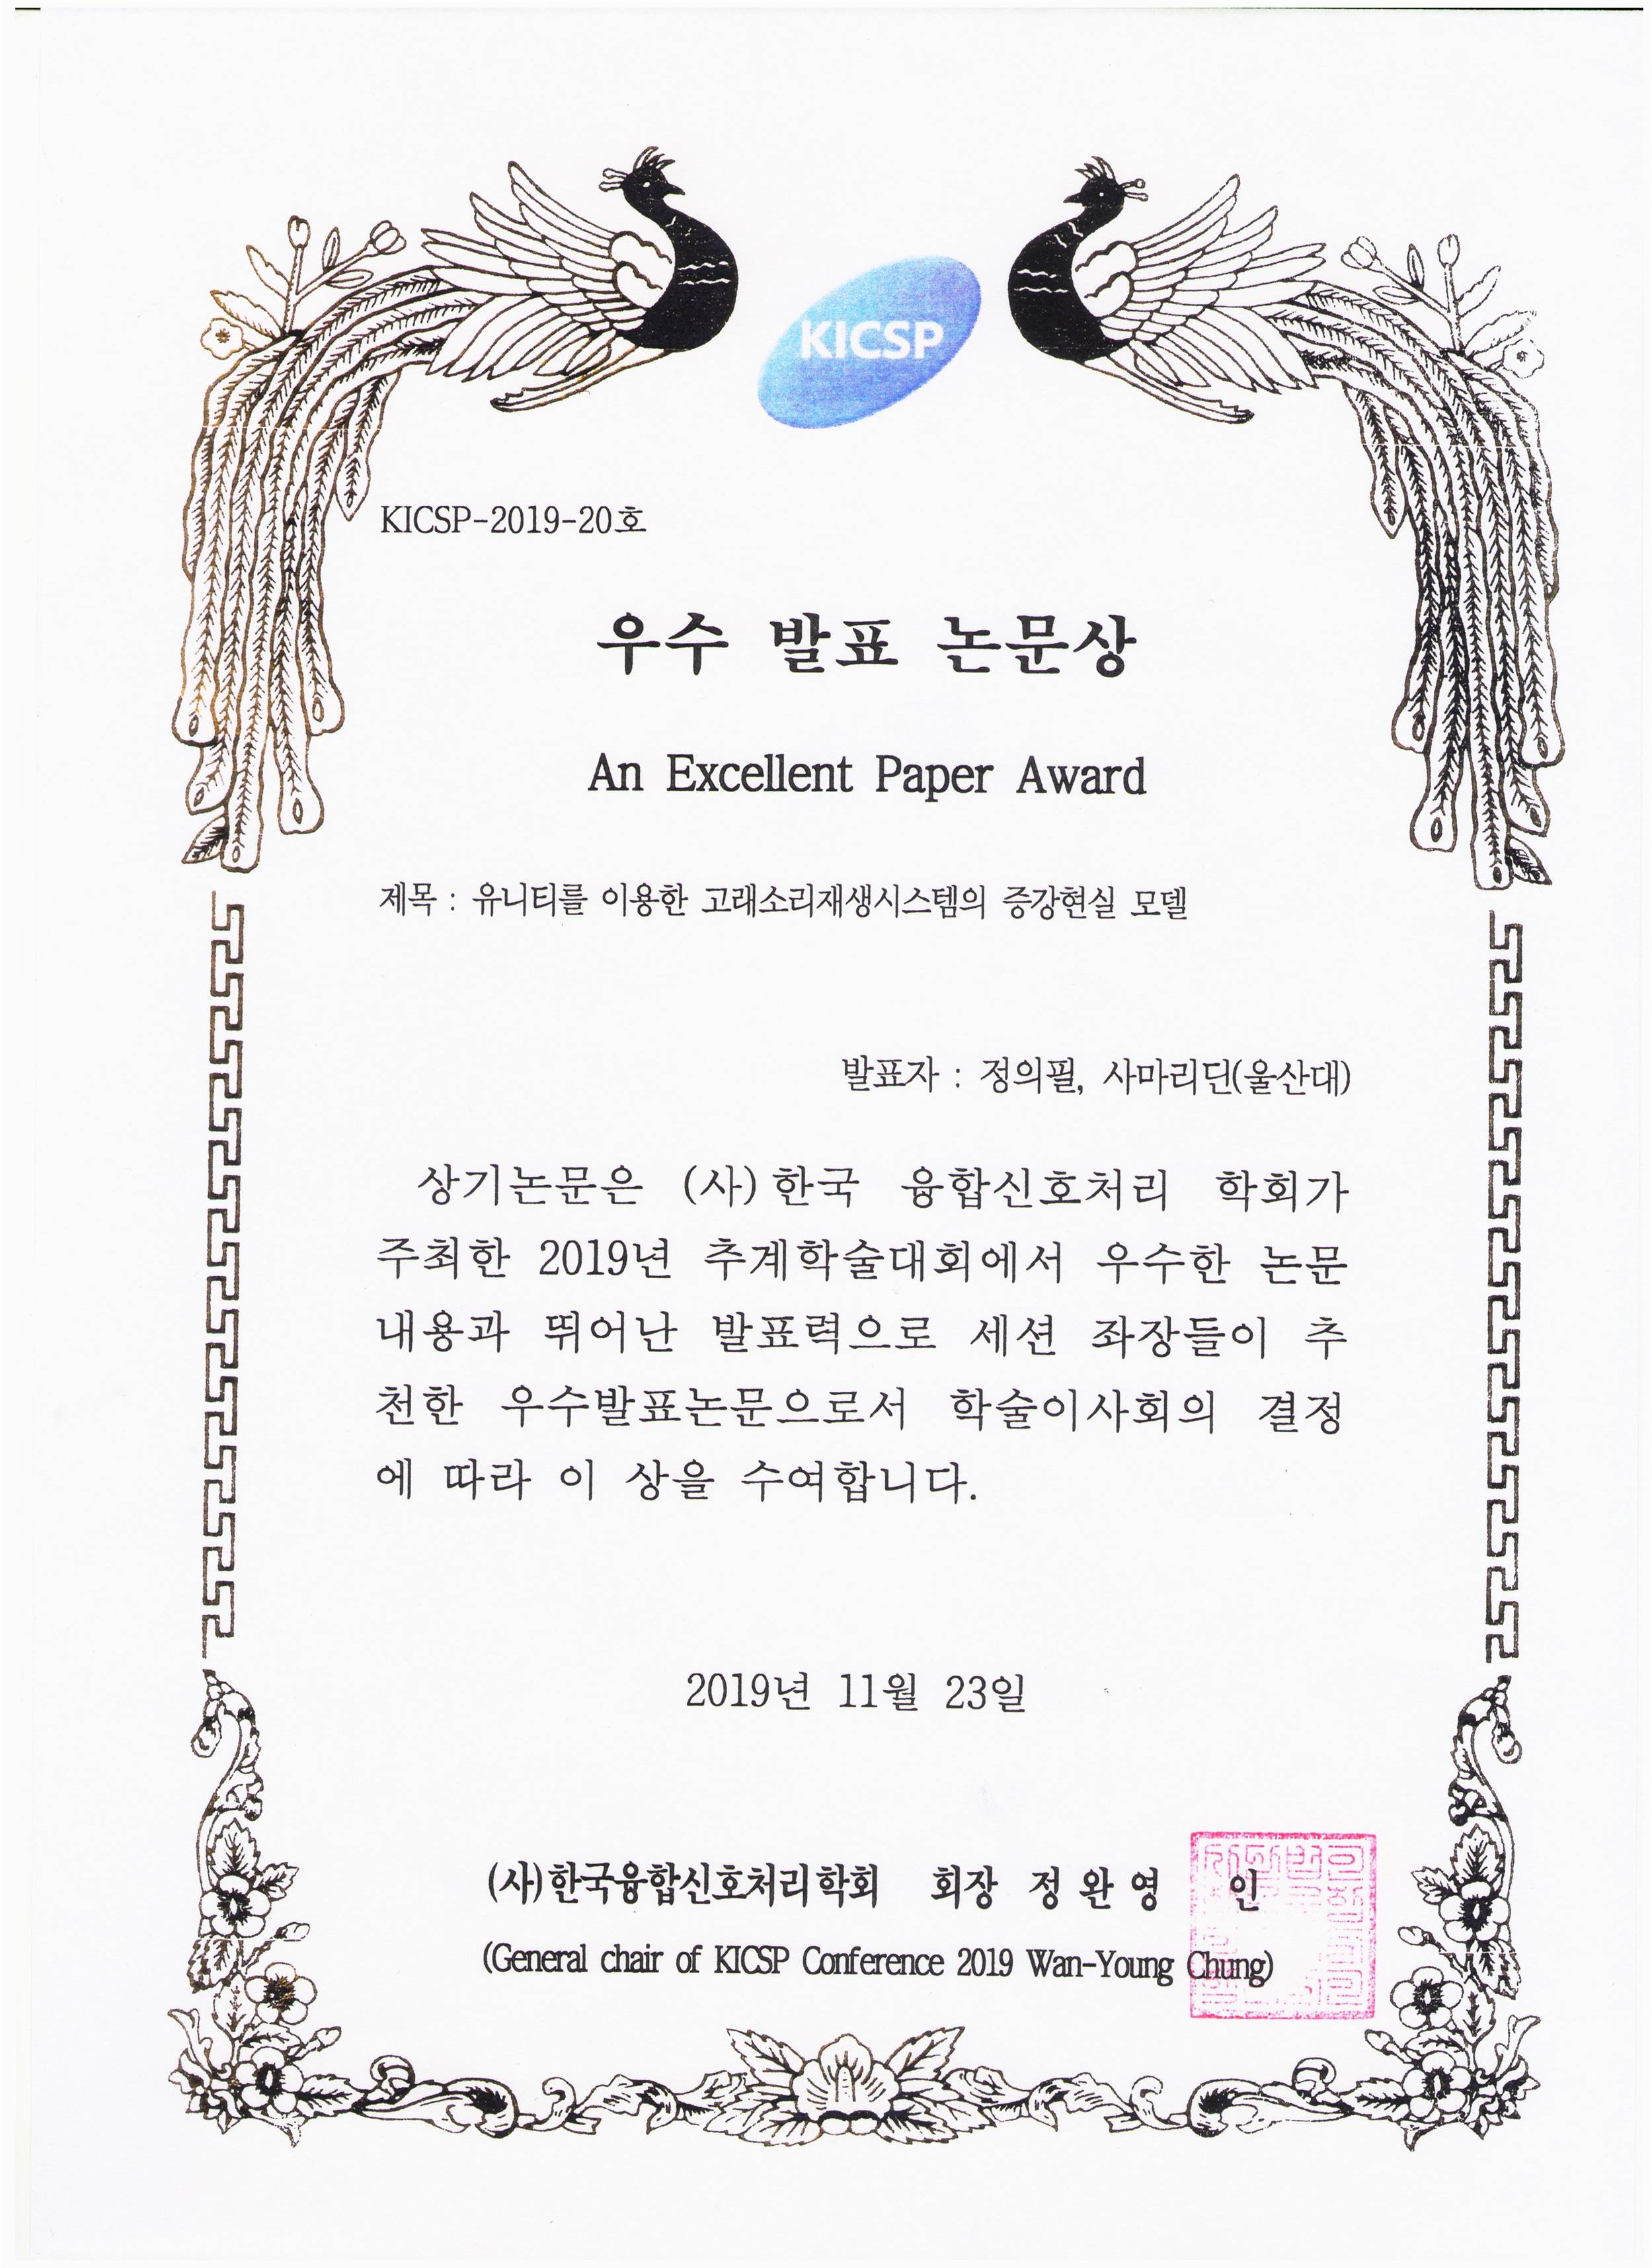 KICSP
KICSP-2019-20호
우수 발표 논문상
An Excellent Paper Award
제목 : 유니티를 이용한 고래소리재생시스템의 증강현실 모델
발표자 : 정의필, 사마리딘(울산대)
상기논문은 (사)한국 융합신호처리 학회가
주최한 2019년 추계학술대회에서 우수한 논문
내용과 뛰어난 발표력으로 세션 좌장들이 추
천한 우수발표논문으로서 학술이사회의 결정
에 따라 이 상을 수여합니다.
2019년 11월 23일
(사)한국융합신호처리학회 회장 정 완 영 인
(General chair of KICSP Conference 2019 Wan-Young Chung)